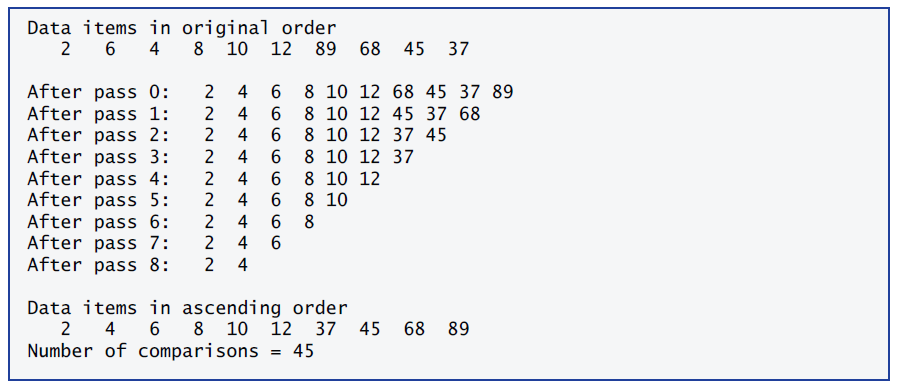 Data items in original order
2 6 4 8 10 12 89 68 45 37
After pass 0: 2 4 6 8 10 12 68 45 37 89
After pass 1: 2 4 6 8 10 12 45 37 68
After pass 2: 2 4 6 8 10 12 37 45
After pass 3: 2 4 6 8 10 12 37
After pass 4: 2 4 6 8 10 12
After pass 5: 2 4 6 8 10
After pass 6: 2 4 6 8
After pass 7: 2 4 6
After pass 8: 2 4
Data items in ascending order
2 4 6 8 10 12 37 45 68 89
Number of comparisons = 45